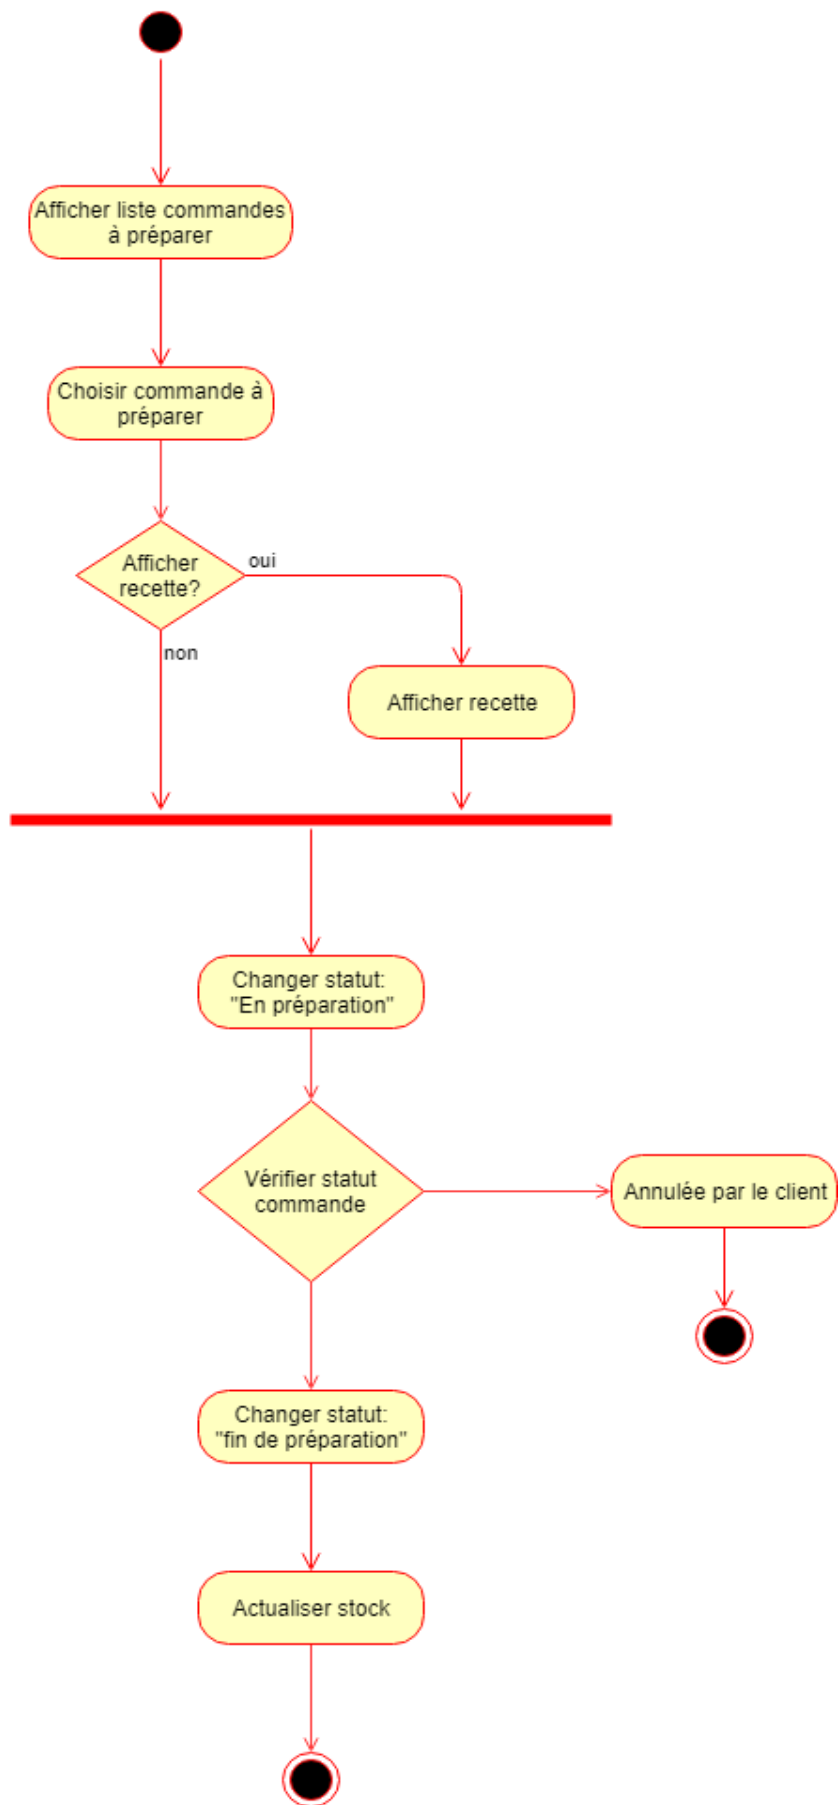 Afficher liste commandes
à préparer
Choisir commande à
préparer
Afficher
recette?
oui
non
Afficher recette
Changer statut:
"En préparation"
Vérifier statut
commande
Annulée par le client
Changer statut:
"fin de préparation"
Actualiser stock